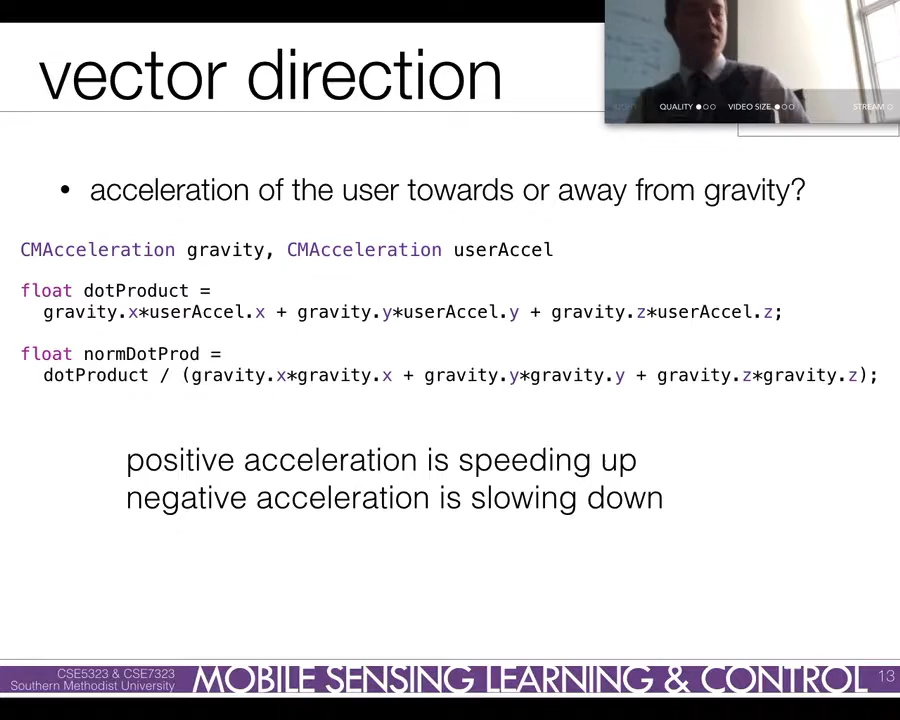 vector direction
QUALITY
VIDEO SIZE
STREAM
• acceleration of the user towards or away from gravity?
CMAcceleration gravity, CMAcceleration userAccel
float dotProduct =
gravity.x*userAccel.x + gravity.y*userAccel.y + gravity.z*userAccel.z;
float normDotProd =
dotProduct / (gravity.x*gravity.x + gravity.y*gravity.y + gravity.z*gravity.z);
positive acceleration is speeding up
negative acceleration is slowing down
CSE5323 & CSE7323
Southern Methodist University
MOBILE SENSING LEARNING & CONTROL
13